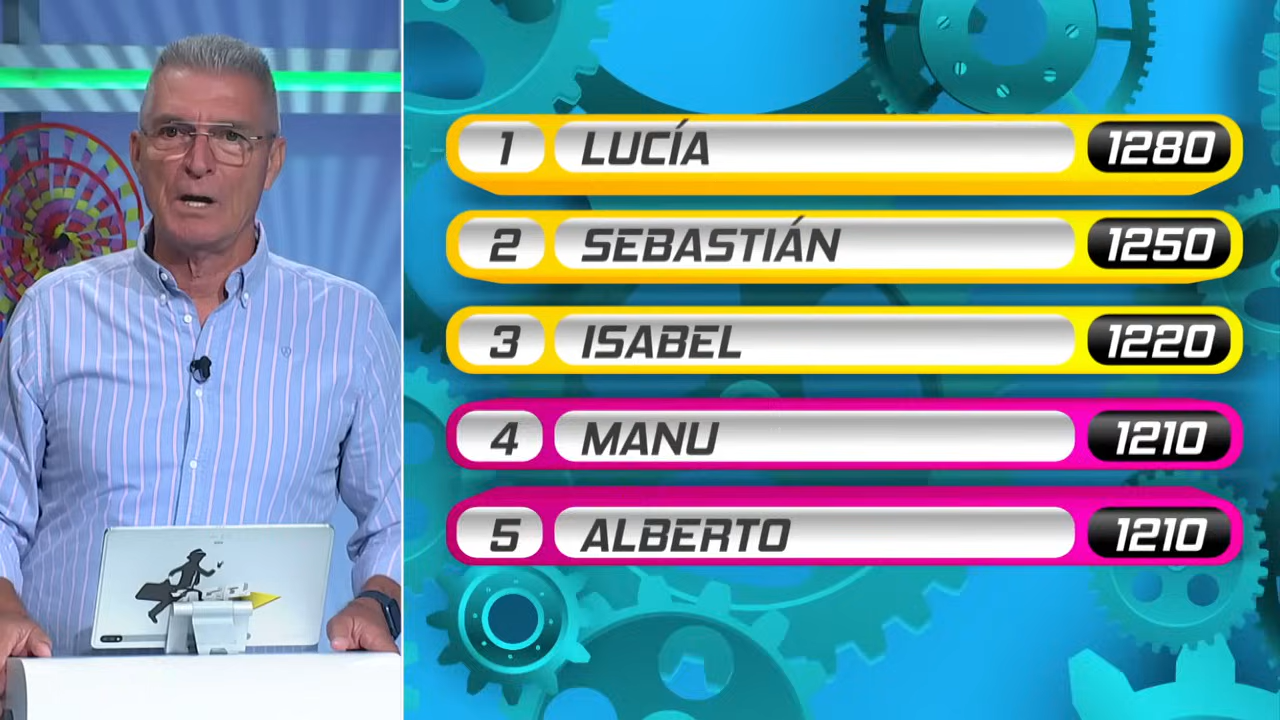 1 LUCÍA 1280
2 SEBASTIÁN 1250
3 ISABEL 1220
4 MANU 1210
5 ALBERTO 1210